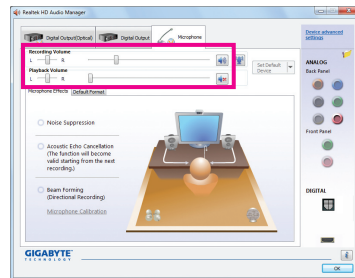 Realtek HD Audio Manager
Digital Output(Optical)
Digital Output
Microphone
Device advanced
settings
Recording Volume
L
R
Set Default
Device
Playback Volume
L
R
Microphone Effects
Default Format
ANALOG
Back Panel
Noise Suppression
Acoustic Echo Cancellation
(The function will become
valid starting from the next
recording.)
Front Panel
Beam Forming
(Directional Recording)
Microphone Calibration
DIGITAL
GIGABYTE™
TECHNOLOGY
i
OK